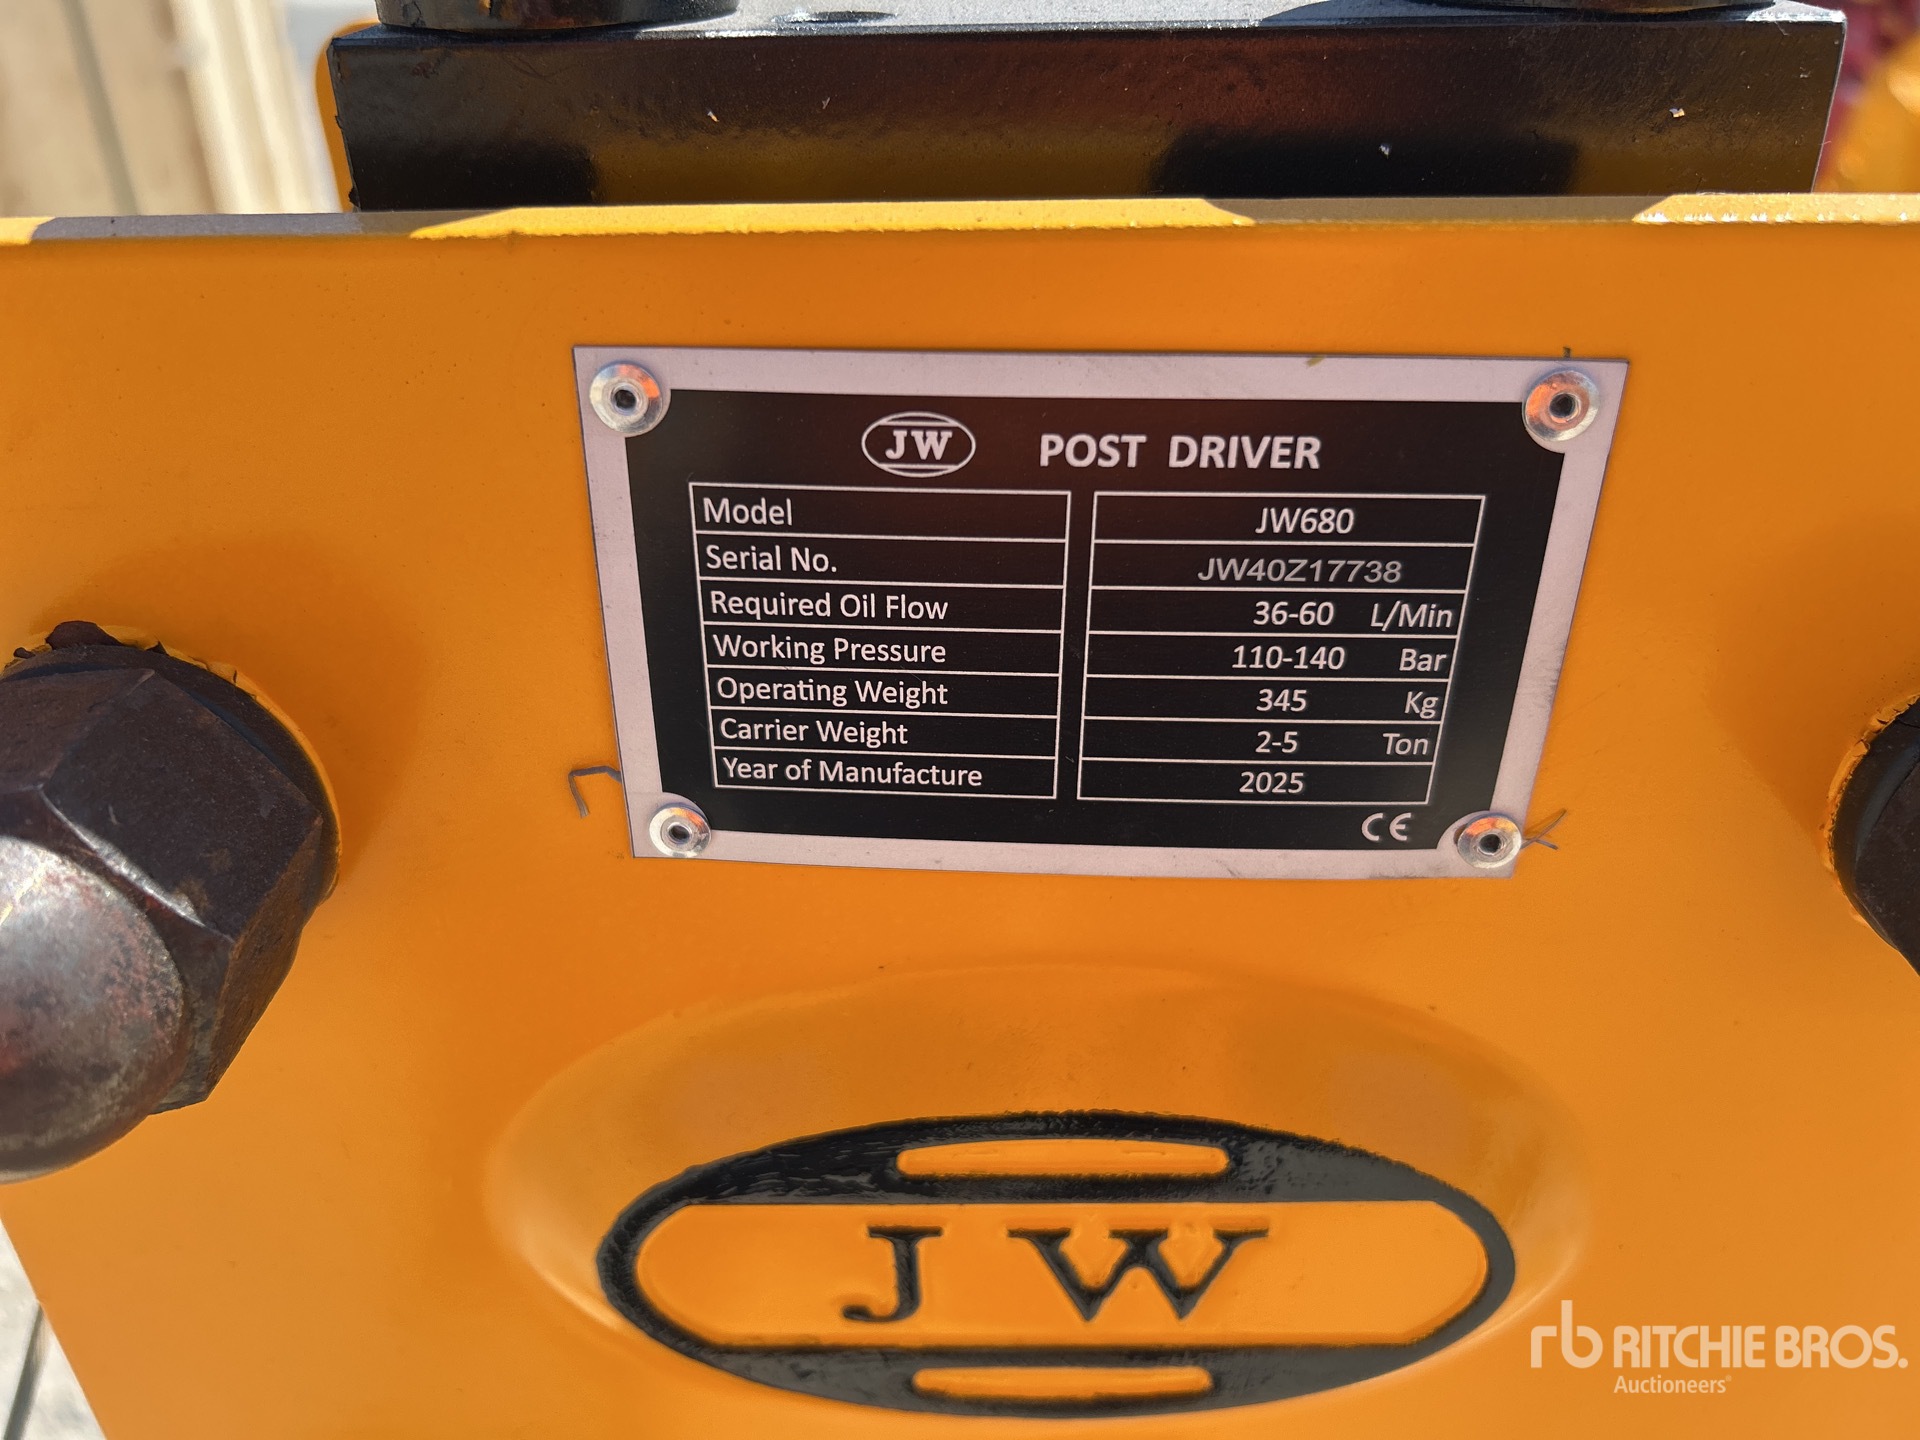 JW POST DRIVER
Model JW680
Serial No. JW40Z17738
Required Oil Flow 36-60 L/Min
Working Pressure 110-140 Bar
Operating Weight 345 Kg
Carrier Weight 2-5 Ton
Year of Manufacture 2025
CE
JW
rb RITCHIE BROS.
Auctioneers